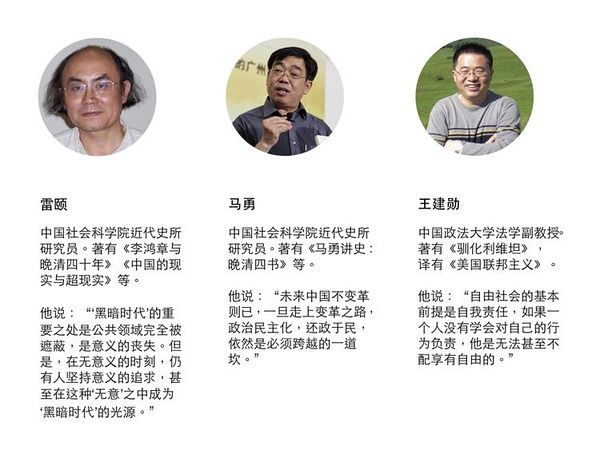 的广州
雷颐
中国社会科学院近代史所
研究员。著有《李鸿章与
晚清四十年》《中国的现
实与超现实》等。
他说：“‘黑暗时代’的重
要之处是公共领域完全被
遮蔽，是意义的丧失。但
是，在无意义的时刻，仍
有人坚持意义的追求，甚
至在这种‘无意’之中成为
‘黑暗时代’的光源。”
马勇
中国社会科学院近代史所
研究员。著有《马勇讲史：
晚清四书》等。
他说：“未来中国不变革
则已，一旦走上变革之路，
政治民主化，还政于民，
依然是必须跨越的一道
坎。”
王建勋
中国政法大学法学副教授。
著有《驯化利维坦》，
译有《美国联邦主义》。
他说：“自由社会的基本
前提是自我责任，如果一
个人没有学会对自己的行
为负责，他是无法甚至不
配享有自由的。”